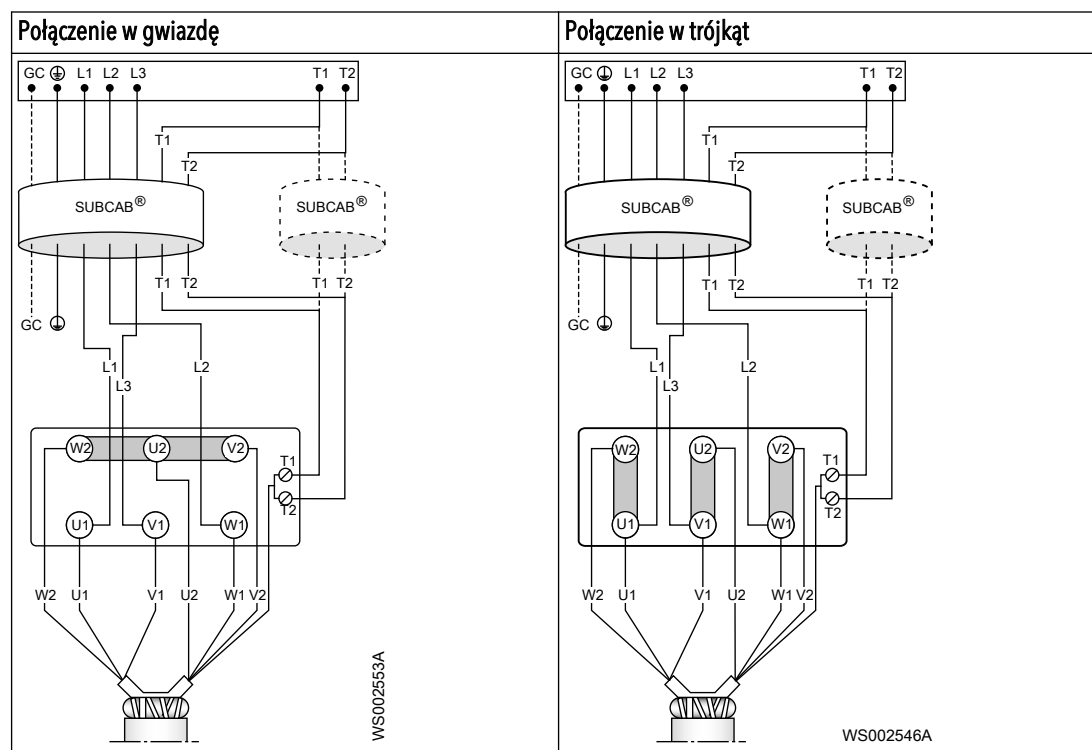 Połączenie w gwiazdę
GC L1 L2 L3 T1 T2
T1
T2
SUBCAB® SUBCAB®
T1 T2 T1 T2
GC
L1 L2
L3
W2 U2 V2
T1
T2
U1 V1 W1
W2 U1 V1 U2 W1 V2
WS002553A
Połączenie w trójkąt
GC L1 L2 L3 T1 T2
T1
T2
SUBCAB® SUBCAB®
T1 T2 T1 T2
GC
L1 L2
L3
W2 U2 V2
T1
T2
U1 V1 W1
W2 U1 V1 U2 W1 V2
WS002546A